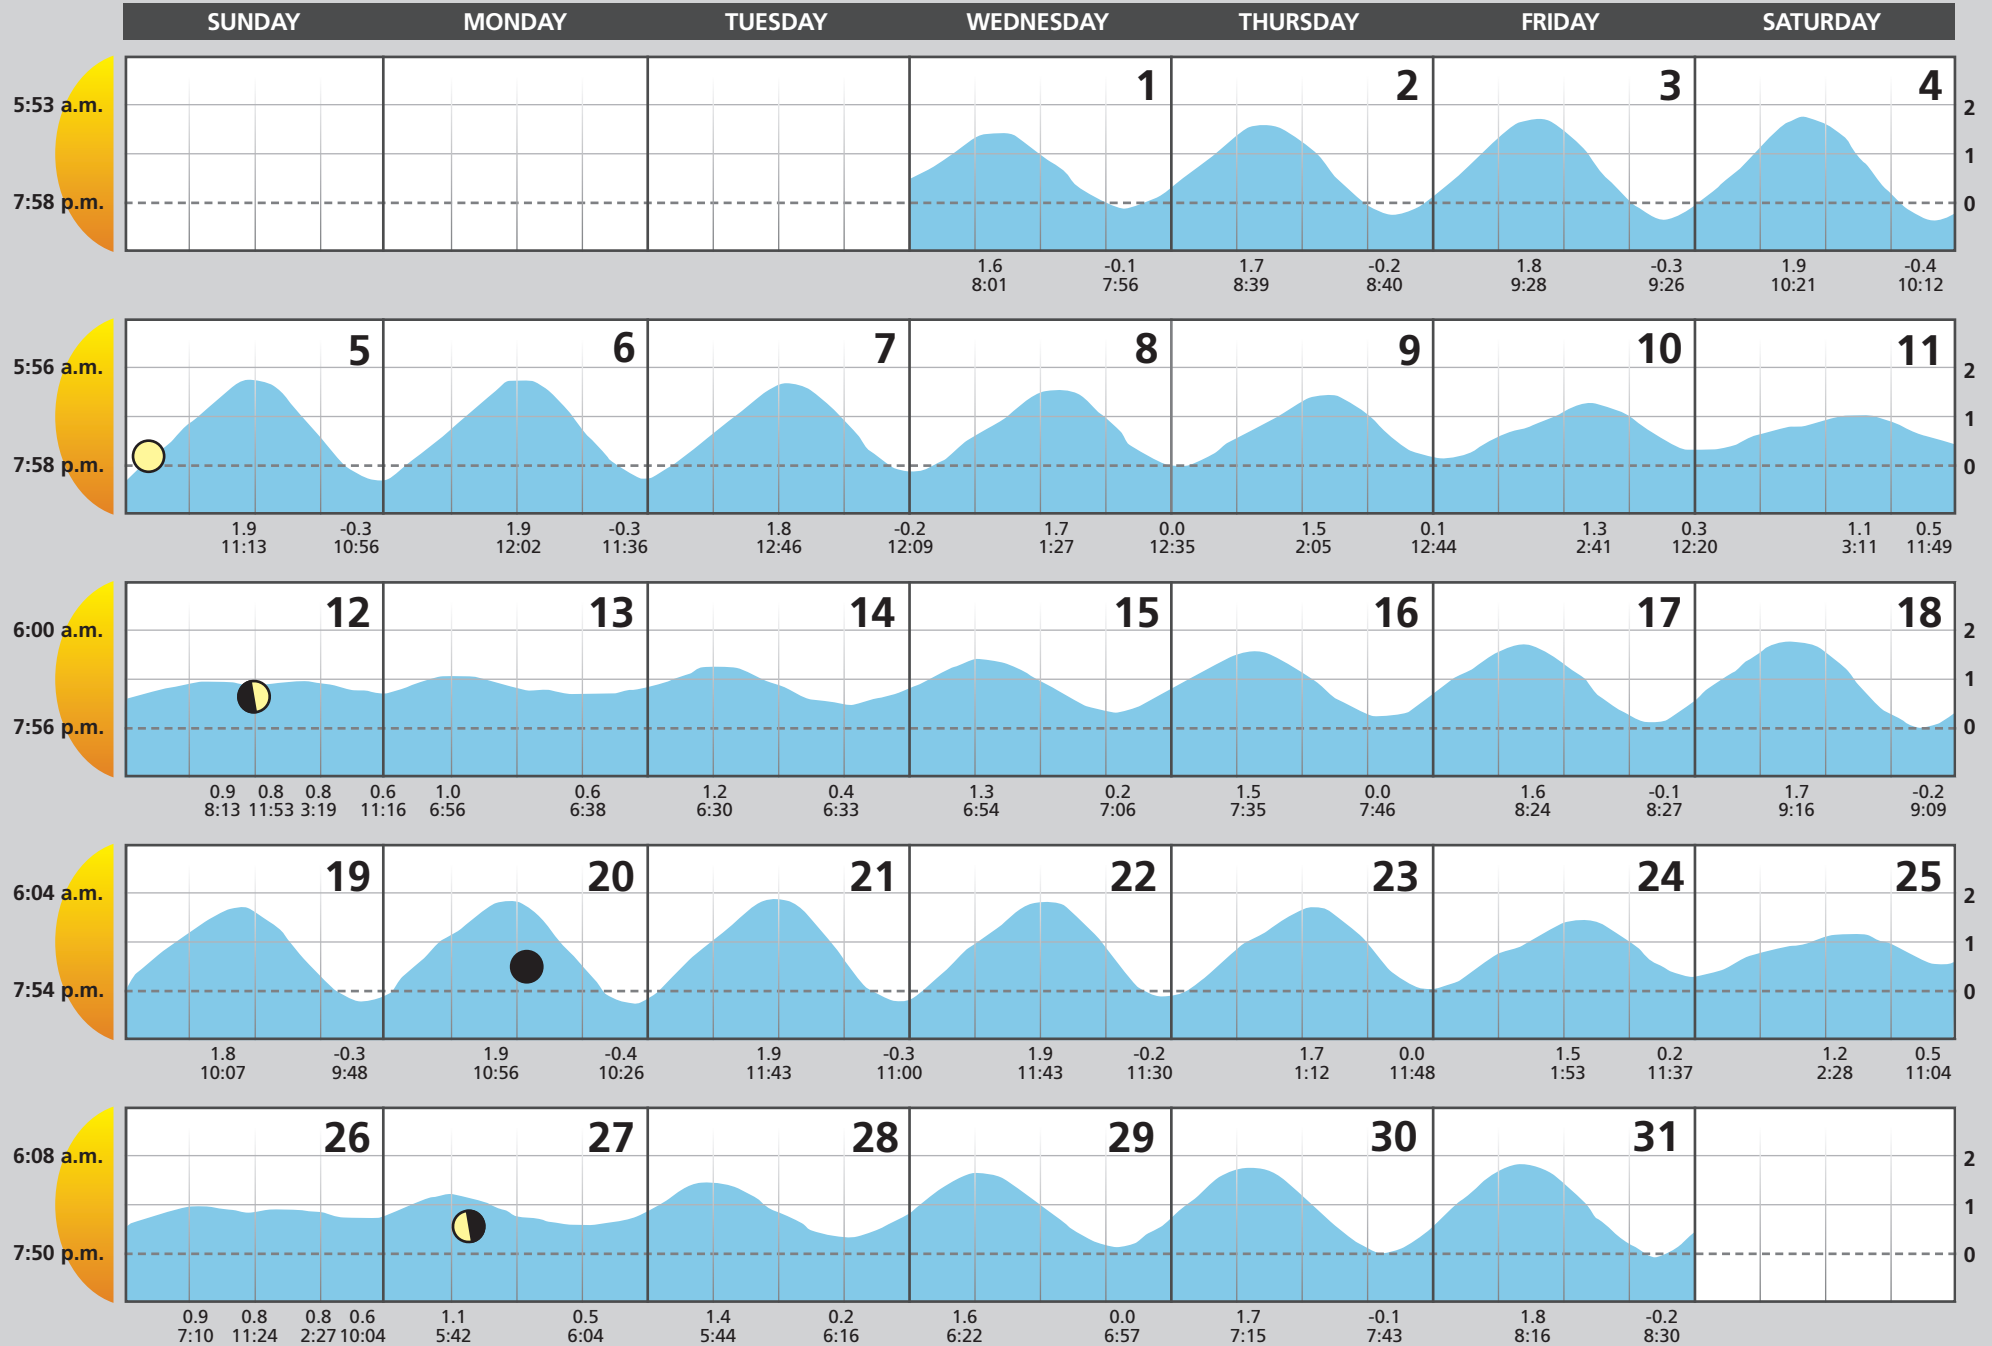 SUNDAY MONDAY TUESDAY WEDNESDAY THURSDAY FRIDAY SATURDAY
1 2 3 4
5:53 a.m. 2
1
7:58 p.m. 0
1.6 -0.1 1.7 -0.2 1.8 -0.3 1.9 -0.4
8:01 7:56 8:39 8:40 9:28 9:26 10:21 10:12
5 6 7 8 9 10 11
5:56 a.m. 2
1
7:58 p.m. 0
1.9 -0.3 1.9 -0.3 1.8 -0.2 1.7 0.0 1.5 0.1 1.3 0.3 1.1 0.5
11:13 10:56 12:02 11:36 12:46 12:09 1:27 12:35 2:05 12:44 2:41 12:20 3:11 11:49
12 13 14 15 16 17 18
6:00 a.m. 2
1
7:56 p.m. 0
0.9 0.8 0.8 0.6 1.0 0.6 1.2 0.4 1.3 0.2 1.5 0.0 1.6 -0.1 1.7 -0.2
8:13 11:53 3:19 11:16 6:56 6:38 6:30 6:33 6:54 7:06 7:35 7:46 8:24 8:27 9:16 9:09
19 20 21 22 23 24 25
6:04 a.m. 2
1
7:54 p.m. 0
1.8 -0.3 1.9 -0.4 1.9 -0.3 1.9 -0.2 1.7 0.0 1.5 0.2 1.2 0.5
10:07 9:48 10:56 10:26 11:43 11:00 11:43 11:30 1:12 11:48 1:53 11:37 2:28 11:04
26 27 28 29 30 31
6:08 a.m. 2
1
7:50 p.m. 0
0.9 0.8 0.8 0.6 1.1 0.5 1.4 0.2 1.6 0.0 1.7 -0.1 1.8 -0.2
7:10 11:24 2:27 10:04 5:42 6:04 5:44 6:16 6:22 6:57 7:15 7:43 8:16 8:30